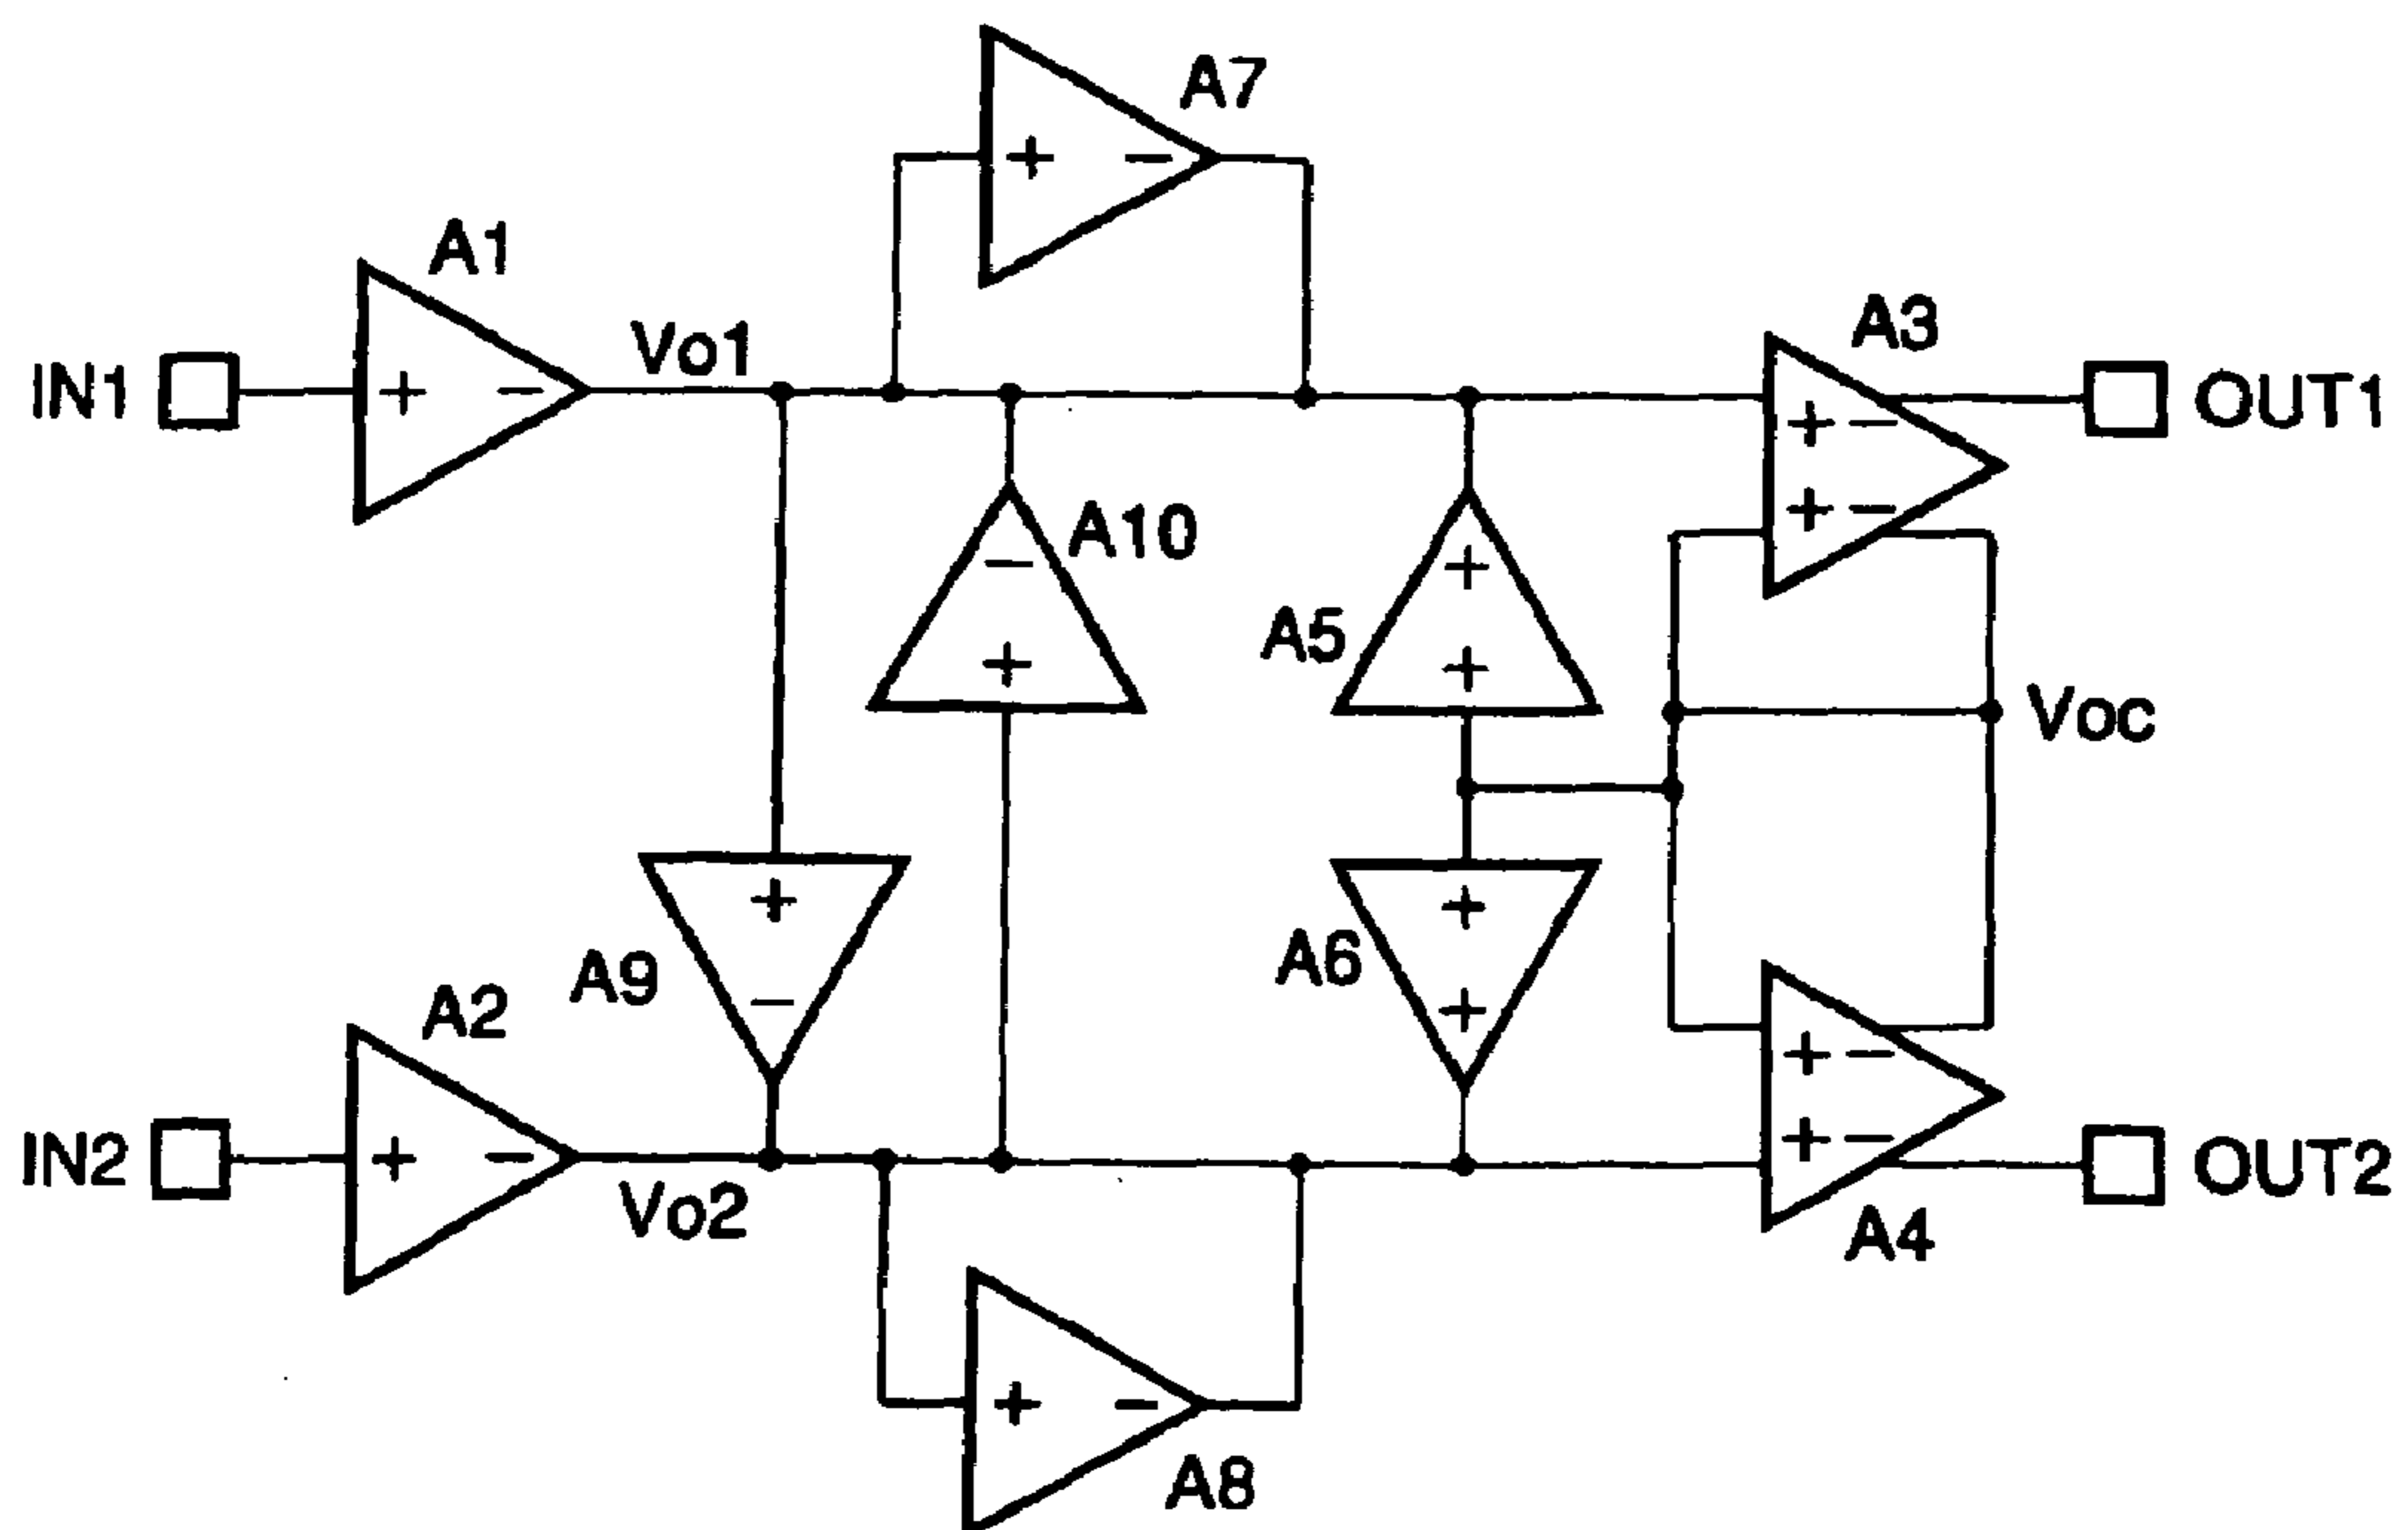 A7
A1
Vo1
A3
IN1
+ −
+ −
OUT1
+ −
+ −
A10
−
+
A5
+
+
Voc
A9
+
−
A6
+
+
A2
IN2
+ −
Vo2
+ −
+ −
OUT2
A4
+ −
A8